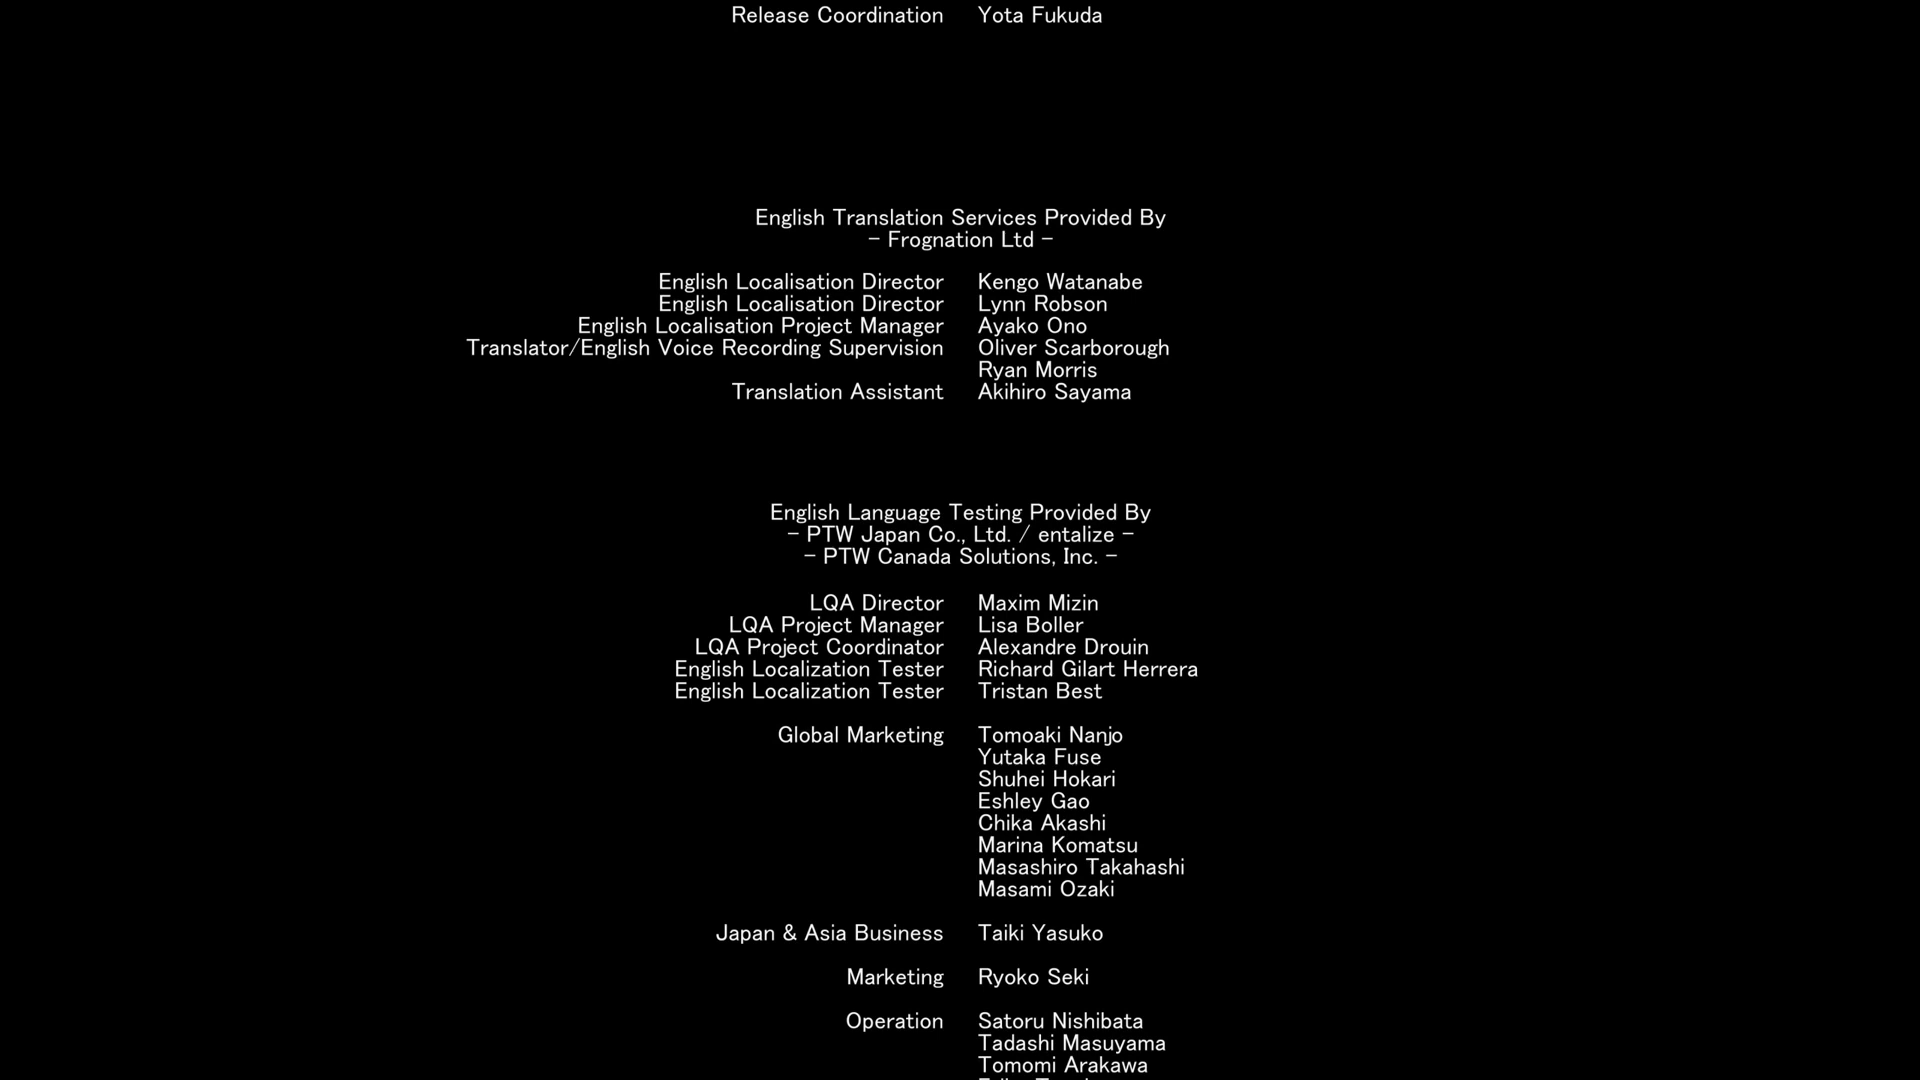 Release Coordination Yota Fukuda
English Translation Services Provided By
- Frognation Ltd -
English Localisation Director Kengo Watanabe
English Localisation Director Lynn Robson
English Localisation Project Manager Ayako Ono
Translator/English Voice Recording Supervision Oliver Scarborough
Ryan Morris
Translation Assistant Akihiro Sayama
English Language Testing Provided By
- PTW Japan Co., Ltd. / entalize -
- PTW Canada Solutions, Inc. -
LQA Director Maxim Mizin
LQA Project Manager Lisa Boller
LQA Project Coordinator Alexandre Drouin
English Localization Tester Richard Gilart Herrera
English Localization Tester Tristan Best
Global Marketing Tomoaki Nanjo
Yutaka Fuse
Shuhei Hokari
Eshley Gao
Chika Akashi
Marina Komatsu
Masashiro Takahashi
Masami Ozaki
Japan & Asia Business Taiki Yasuko
Marketing Ryoko Seki
Operation Satoru Nishibata
Tadashi Masuyama
Tomomi Arakawa